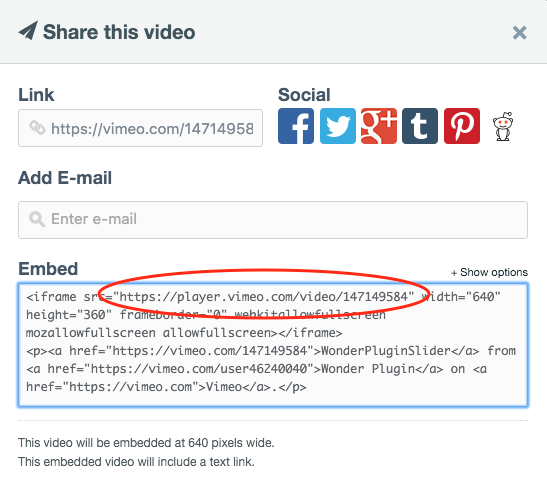 Share this video
Link
Social
https://vimeo.com/14714958
g+
t
Add E-mail
Enter e-mail
Embed
+ Show options
<iframe src="https://player.vimeo.com/video/147149584" width="640"
height="360" frameborder="0" webkitallowfullscreen
mozallowfullscreen allowfullscreen></iframe>
<p><a href="https://vimeo.com/147149584">WonderPluginSlider</a> from
<a href="https://vimeo.com/user46240040">Wonder Plugin</a> on <a
href="https://vimeo.com">Vimeo</a>.</p>
This video will be embedded at 640 pixels wide.
This embedded video will include a text link.